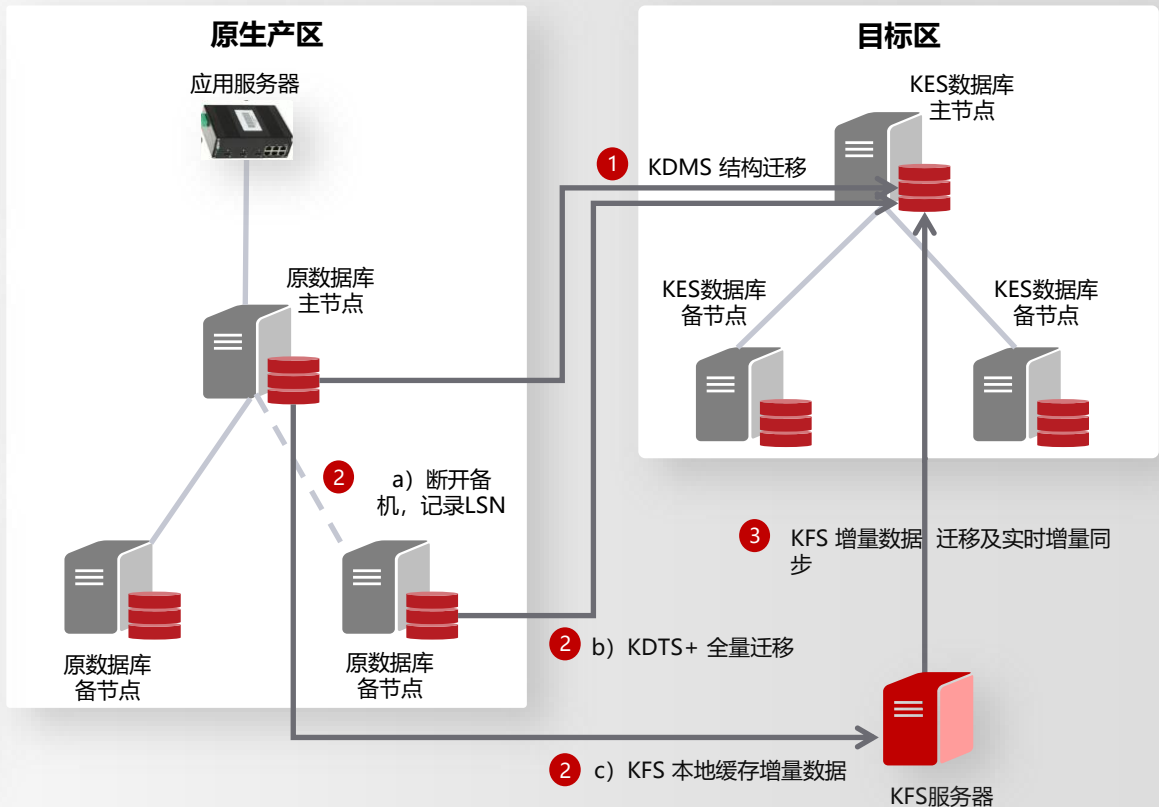 原生产区
应用服务器
原数据库
主节点
2
a）断开备
机，记录LSN
原数据库
备节点
原数据库
备节点
目标区
KES数据库
主节点
1
KDMS 结构迁移
KES数据库
备节点
KES数据库
备节点
3
KFS 增量数据 迁移及实时增量同
步
2
b）KDTS+ 全量迁移
2
c）KFS 本地缓存增量数据
KFS服务器